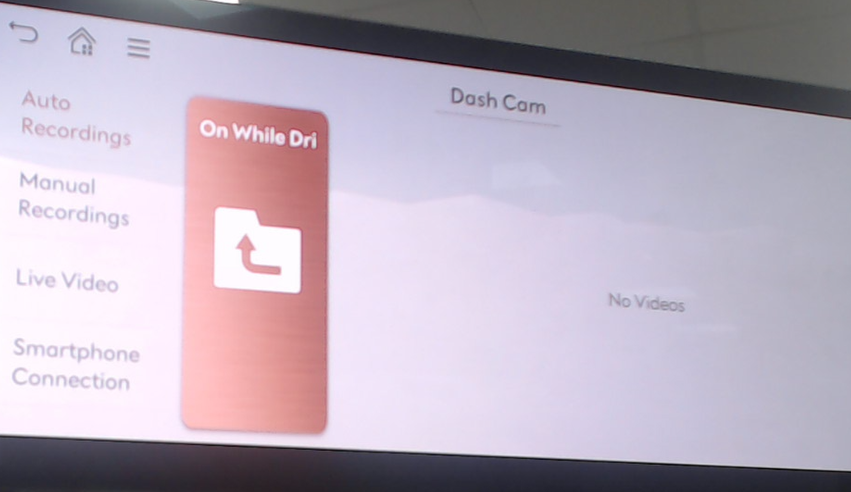 Dash Cam
Auto
Recordings
Manual
Recordings
Live Video
Smartphone
Connection
On While Dri
No Videos